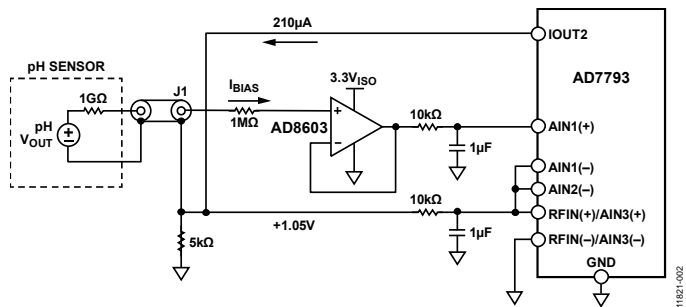 210µA
IOUT2
AD7793
pH SENSOR
1GΩ
pH
VOUT
J1
IBIAS
1MΩ
3.3VISO
+
−
AD8603
10kΩ
1µF
AIN1(+)
AIN1(–)
AIN2(–)
10kΩ
RFIN(+)/AIN3(+)
+1.05V
1µF
5kΩ
RFIN(–)/AIN3(–)
GND
11821-002